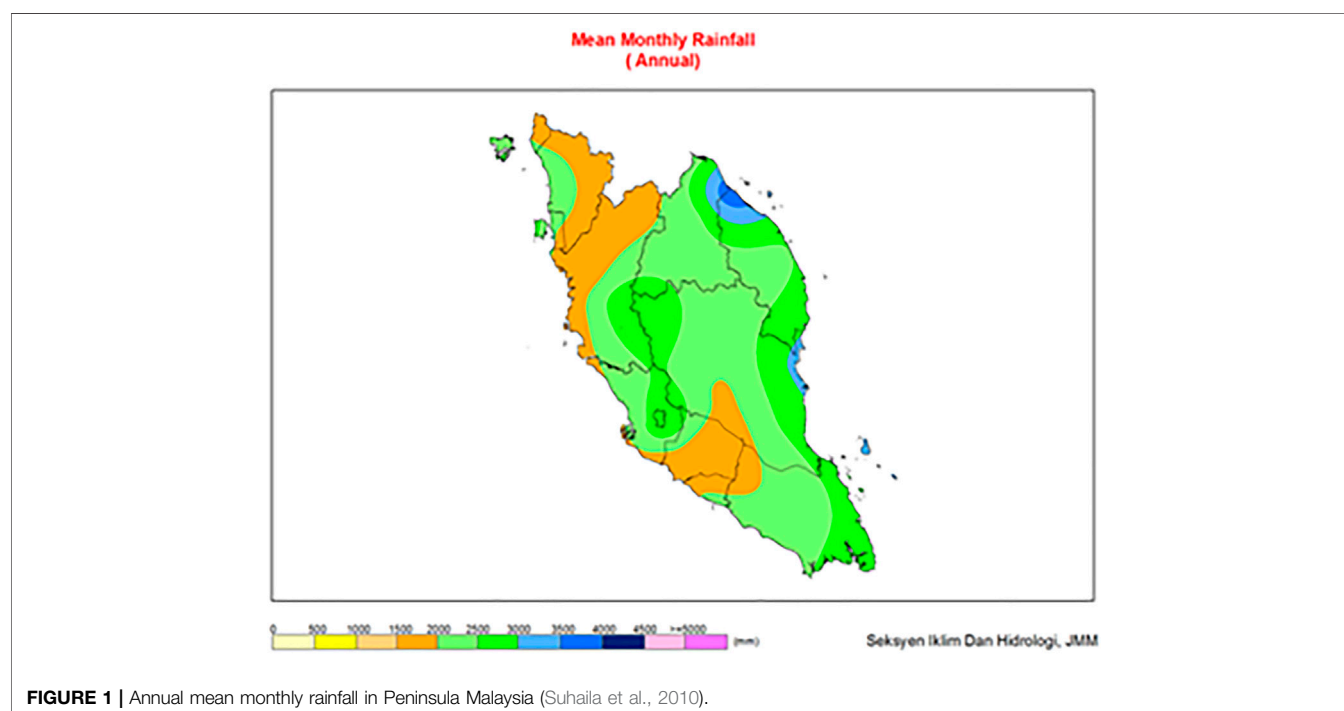 Mean Monthly Rainfall
( Annual)
0 500 1000 1500 2000 2500 3000 3500 4000 4500 >=5000
(mm)
Seksyen Iklim Dan Hidrologi, JMM
FIGURE 1 | Annual mean monthly rainfall in Peninsula Malaysia (Suhaila et al., 2010).